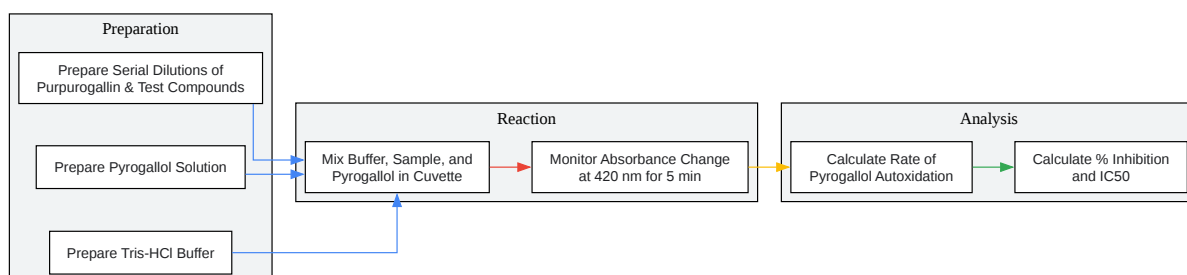 Preparation
Prepare Serial Dilutions of
Purpurogallin & Test Compounds
Prepare Pyrogallol Solution
Prepare Tris-HCl Buffer
Reaction
Mix Buffer, Sample, and
Pyrogallol in Cuvette
Monitor Absorbance Change
at 420 nm for 5 min
Analysis
Calculate Rate of
Pyrogallol Autoxidation
Calculate % Inhibition
and IC50